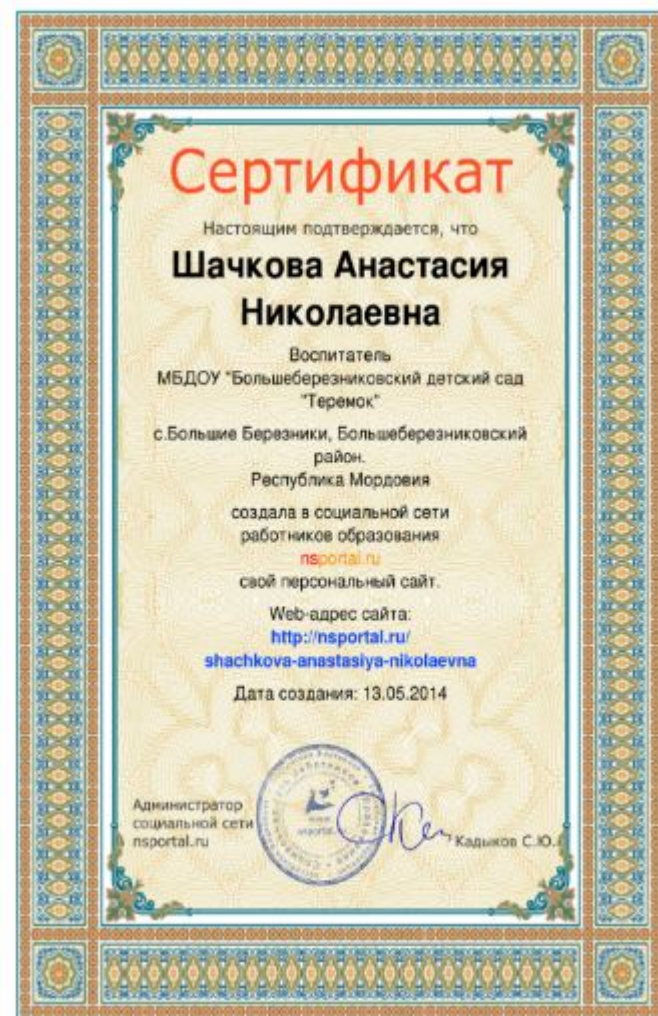 Сертификат
Настоящим подтверждается, что
Шачкова Анастасия
Николаевна
Воспитатель
МБДОУ "Большеберезниковский детский сад
"Теремок"
с.Большие Березники, Большеберезниковский
район.
Республика Мордовия
создала в социальной сети
работников образования
nsportal.ru
свой персональный сайт.
Web-адрес сайта:
http://nsportal.ru/
shachkova-anastasiya-nikolaevna
Дата создания: 13.05.2014
Администратор
социальной сети
nsportal.ru
Кадыков С.Ю.